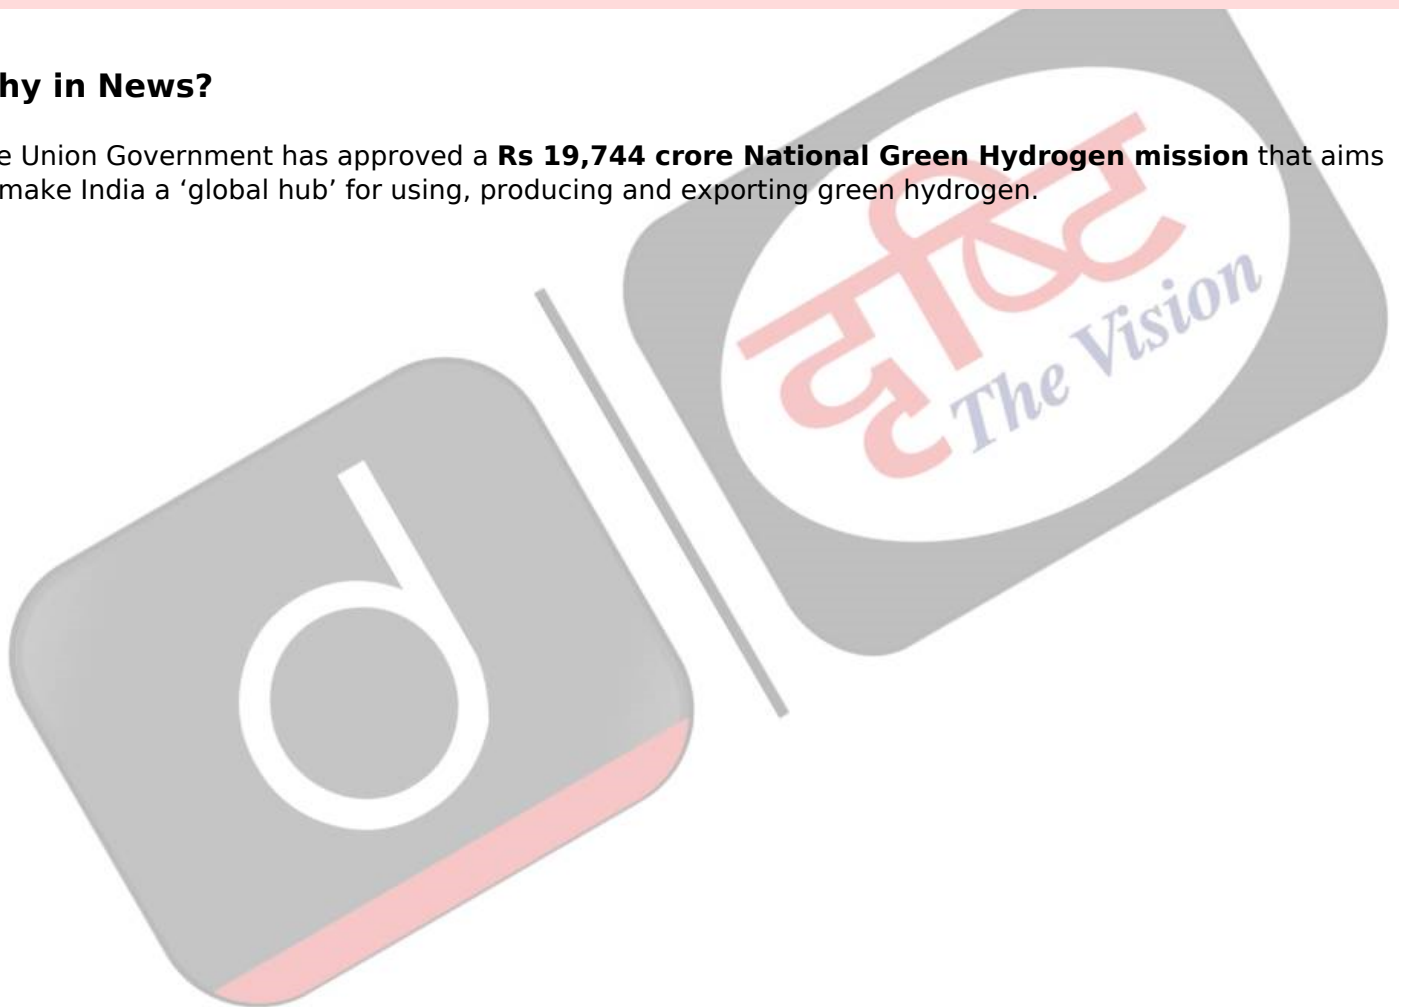 hy in News?
e Union Government has approved a Rs 19,744 crore National Green Hydrogen mission that aims
make India a ‘global hub’ for using, producing and exporting green hydrogen.
दृष्टि
The Vision
d